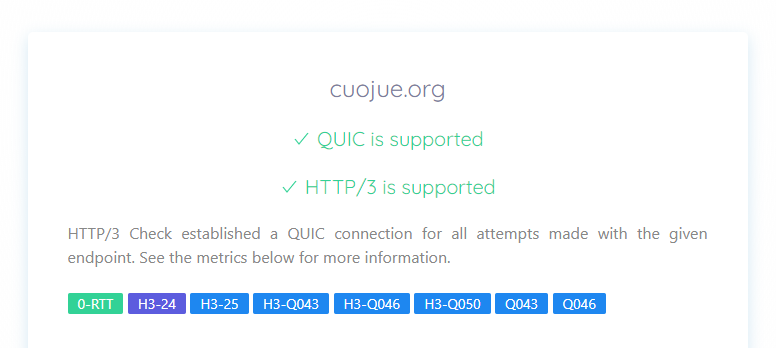 cuojue.org
✓ QUIC is supported
✓ HTTP/3 is supported
HTTP/3 Check established a QUIC connection for all attempts made with the given
endpoint. See the metrics below for more information.
0-RTT H3-24 H3-25 H3-Q043 H3-Q046 H3-Q050 Q043 Q046